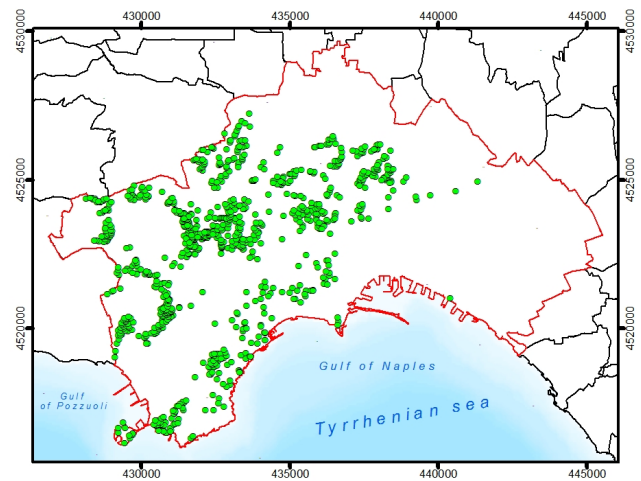 430000 435000 440000 445000
4530000 4530000
4525000 4525000
4520000 4520000
Gulf of Naples
Gulf
of Pozzuoli
Tyrrhenian sea
430000 435000 440000 445000